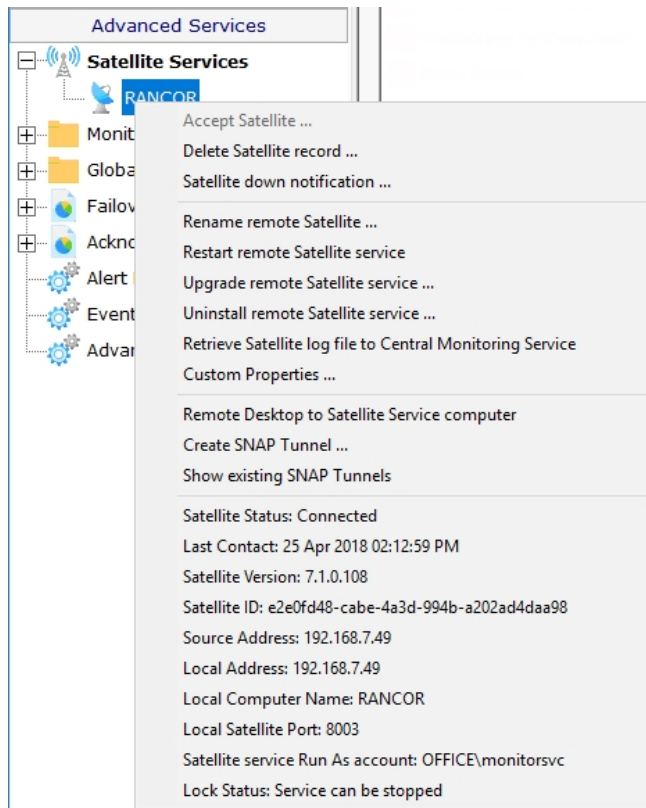 Advanced Services
Satellite Services
RANCOR
Accept Satellite ...
Monit
Delete Satellite record ...
Globa
Satellite down notification ...
Failov
Rename remote Satellite ...
Ackno
Restart remote Satellite service
Alert
Upgrade remote Satellite service ...
Event
Uninstall remote Satellite service ...
Advar
Retrieve Satellite log file to Central Monitoring Service
Custom Properties ...
Remote Desktop to Satellite Service computer
Create SNAP Tunnel ...
Show existing SNAP Tunnels
Satellite Status: Connected
Last Contact: 25 Apr 2018 02:12:59 PM
Satellite Version: 7.1.0.108
Satellite ID: e2e0fd48-cabe-4a3d-994b-a202ad4daa98
Source Address: 192.168.7.49
Local Address: 192.168.7.49
Local Computer Name: RANCOR
Local Satellite Port: 8003
Satellite service Run As account: OFFICE\monitorsvc
Lock Status: Service can be stopped